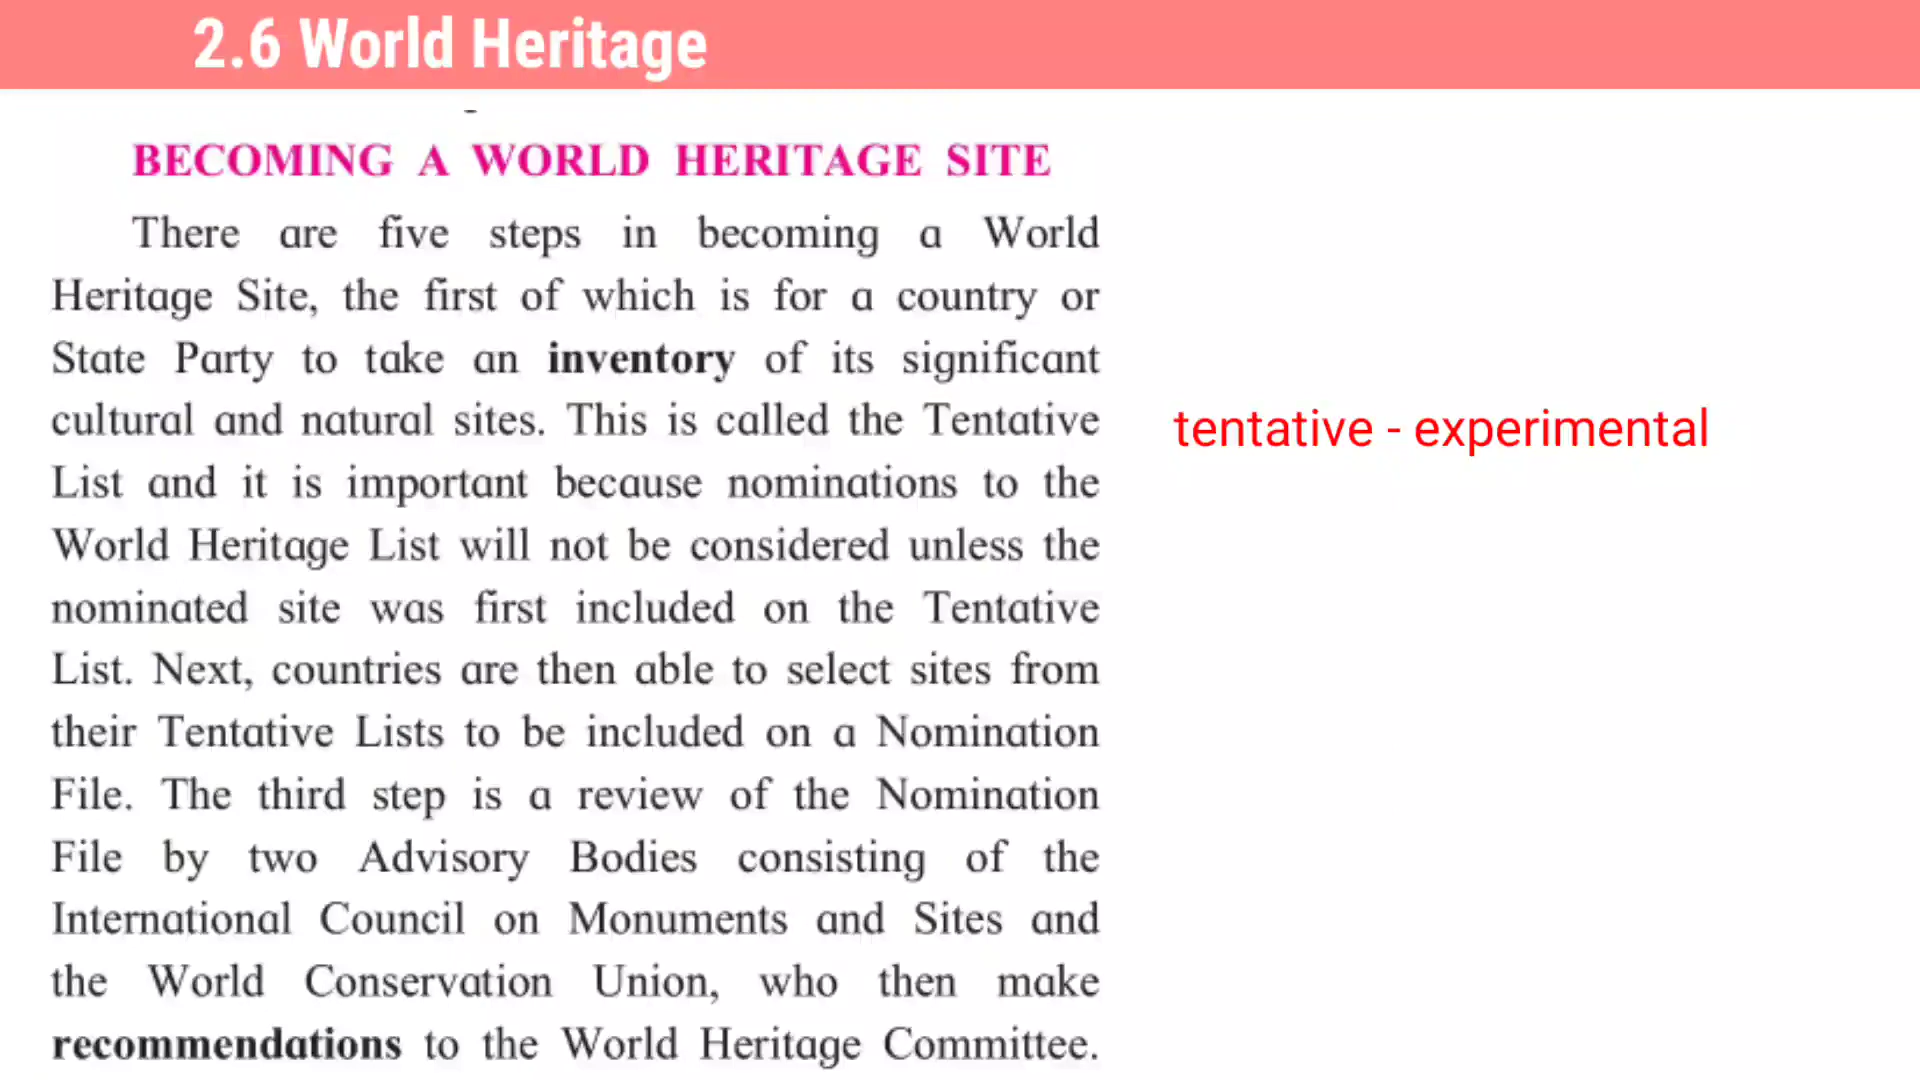 2.6 World Heritage
BECOMING A WORLD HERITAGE SITE
There are five steps in becoming a World
Heritage Site, the first of which is for a country or
State Party to take an inventory of its significant
cultural and natural sites. This is called the Tentative
tentative - experimental
List and it is important because nominations to the
World Heritage List will not be considered unless the
nominated site was first included on the Tentative
List. Next, countries are then able to select sites from
their Tentative Lists to be included on a Nomination
File. The third step is a review of the Nomination
File by two Advisory Bodies consisting of the
International Council on Monuments and Sites and
the World Conservation Union, who then make
recommendations to the World Heritage Committee.